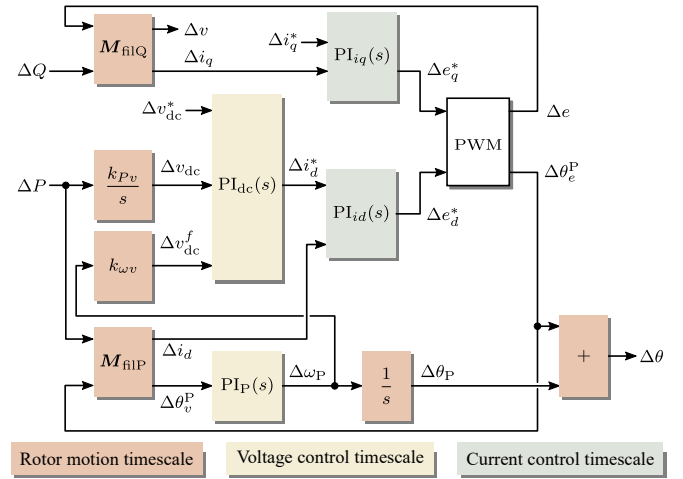 Δv
M_filQ
Δi_q^*
PI_iq(s)
ΔQ
Δi_q
Δe_q^*
Δv_dc^*
Δe
PWM
ΔP
k_Pv
s
Δv_dc
PI_dc(s)
Δi_d^*
Δθ_e^P
PI_id(s)
Δe_d^*
k_ωv
Δv_dc^f
M_filP
Δi_d
+
Δθ
Δθ_v^P
PI_P(s)
Δω_P
1
s
Δθ_P
Rotor motion timescale
Voltage control timescale
Current control timescale